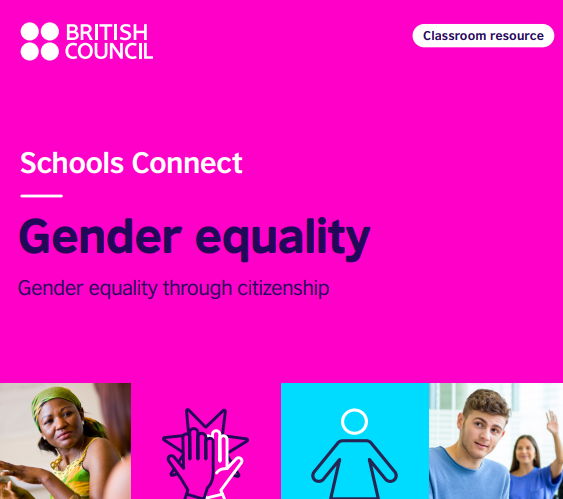 BRITISH
COUNCIL
Classroom resource
Schools Connect
Gender equality
Gender equality through citizenship